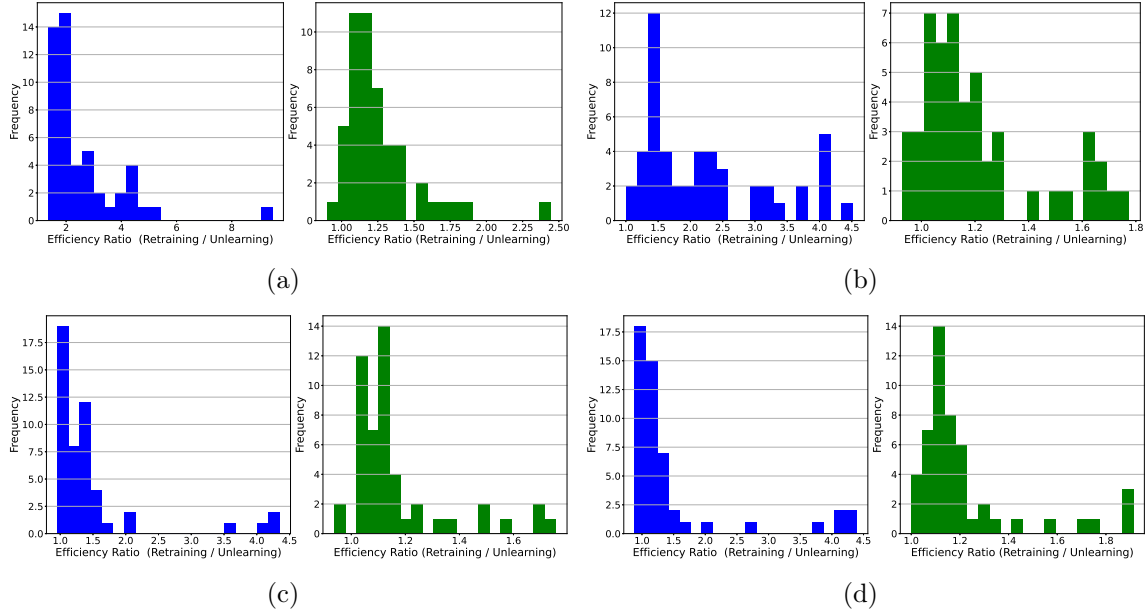 14
12
10
8
6
4
2
0
Frequency
2 4 6 8
Efficiency Ratio (Retraining / Unlearning)
10
8
6
4
2
0
Frequency
1.00 1.25 1.50 1.75 2.00 2.25 2.50
Efficiency Ratio (Retraining / Unlearning)
(a)
12
10
8
6
4
2
0
Frequency
1.0 1.5 2.0 2.5 3.0 3.5 4.0 4.5
Efficiency Ratio (Retraining / Unlearning)
7
6
5
4
3
2
1
0
Frequency
1.0 1.2 1.4 1.6 1.8
Efficiency Ratio (Retraining / Unlearning)
(b)
17.5
15.0
12.5
10.0
7.5
5.0
2.5
0.0
Frequency
1.0 1.5 2.0 2.5 3.0 3.5 4.0 4.5
Efficiency Ratio (Retraining / Unlearning)
14
12
10
8
6
4
2
0
Frequency
1.0 1.2 1.4 1.6
Efficiency Ratio (Retraining / Unlearning)
(c)
17.5
15.0
12.5
10.0
7.5
5.0
2.5
0.0
Frequency
1.0 1.5 2.0 2.5 3.0 3.5 4.0 4.5
Efficiency Ratio (Retraining / Unlearning)
14
12
10
8
6
4
2
0
Frequency
1.0 1.2 1.4 1.6 1.8
Efficiency Ratio (Retraining / Unlearning)
(d)